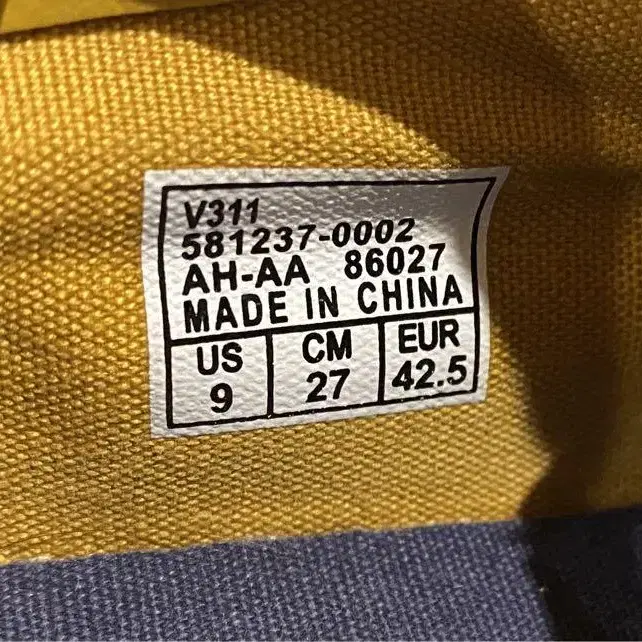 V311
581237-0002
AH-AA 86027
MADE IN CHINA
US CM EUR
9 27 42.5